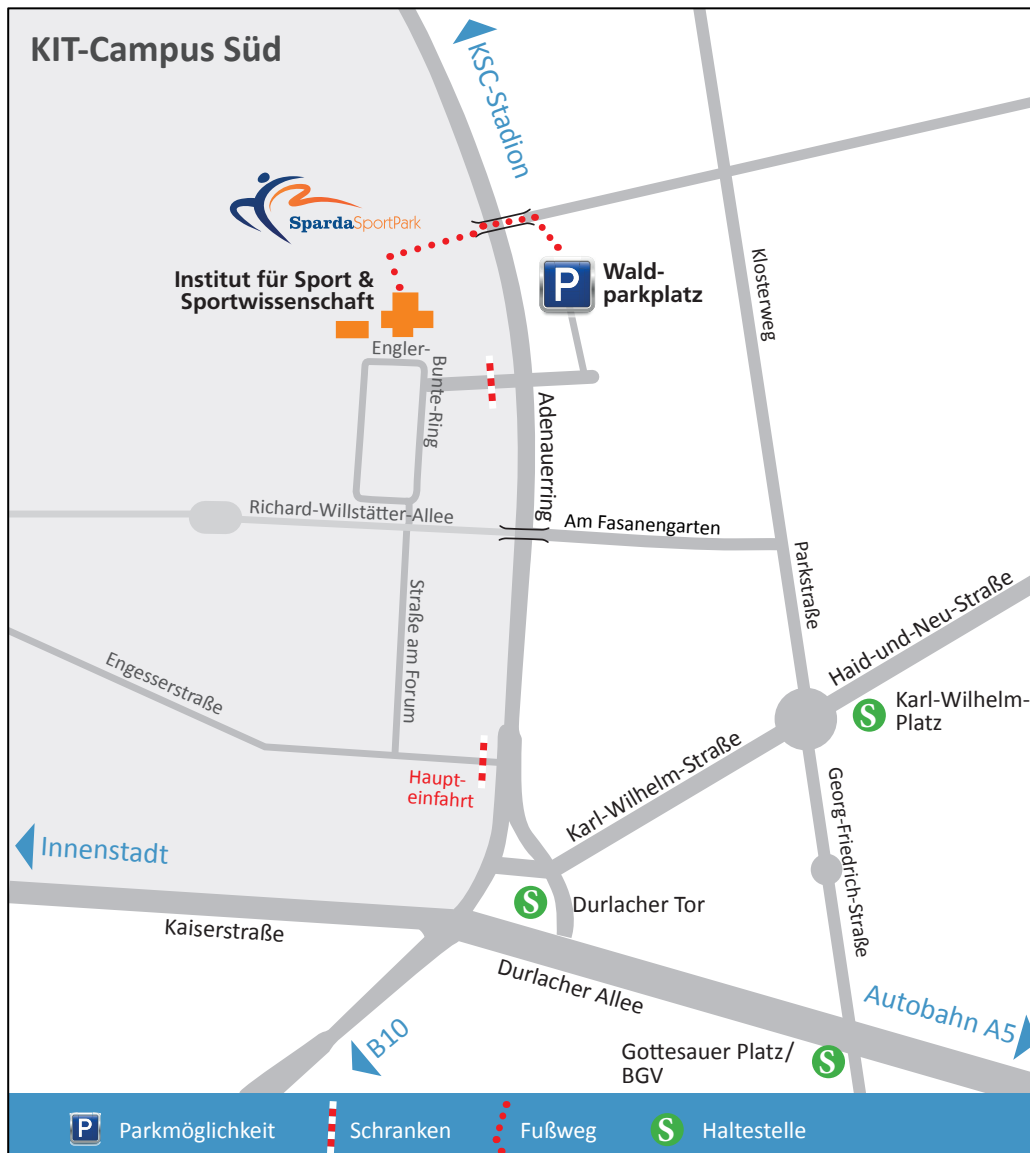 KIT-Campus Süd
KSC-Stadion
SpardaSportPark
Institut für Sport &
Sportwissenschaft
P
Wald-
parkplatz
Klosterweg
Engler-
Bunte-Ring
Adenauerring
Richard-Willstätter-Allee
Am Fasanengarten
Parkstraße
Straße am Forum
Haid-und-Neu-Straße
Engesserstraße
S
Karl-Wilhelm-
Platz
Karl-Wilhelm-Straße
Haupt-
einfahrt
Georg-Friedrich-Straße
Innenstadt
S
Durlacher Tor
Kaiserstraße
Durlacher Allee
Autobahn A5
B10
Gottesauer Platz/
BGV
S
P
Parkmöglichkeit
Schranken
Fußweg
S
Haltestelle